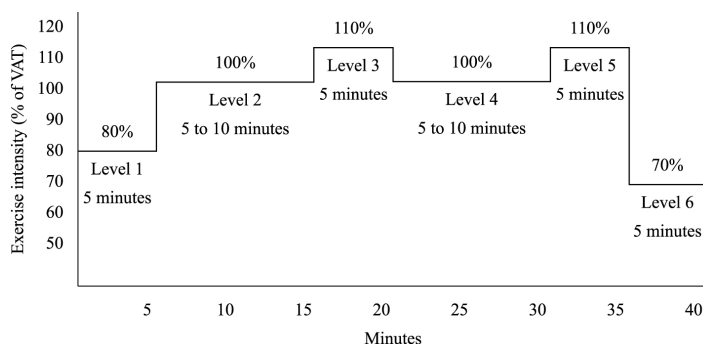 120
110
100
90
80
70
60
50
Exercise intensity (% of VAT)
80%
Level 1
5 minutes
100%
Level 2
5 to 10 minutes
110%
Level 3
5 minutes
100%
Level 4
5 to 10 minutes
110%
Level 5
5 minutes
70%
Level 6
5 minutes
5 10 15 20 25 30 35 40
Minutes